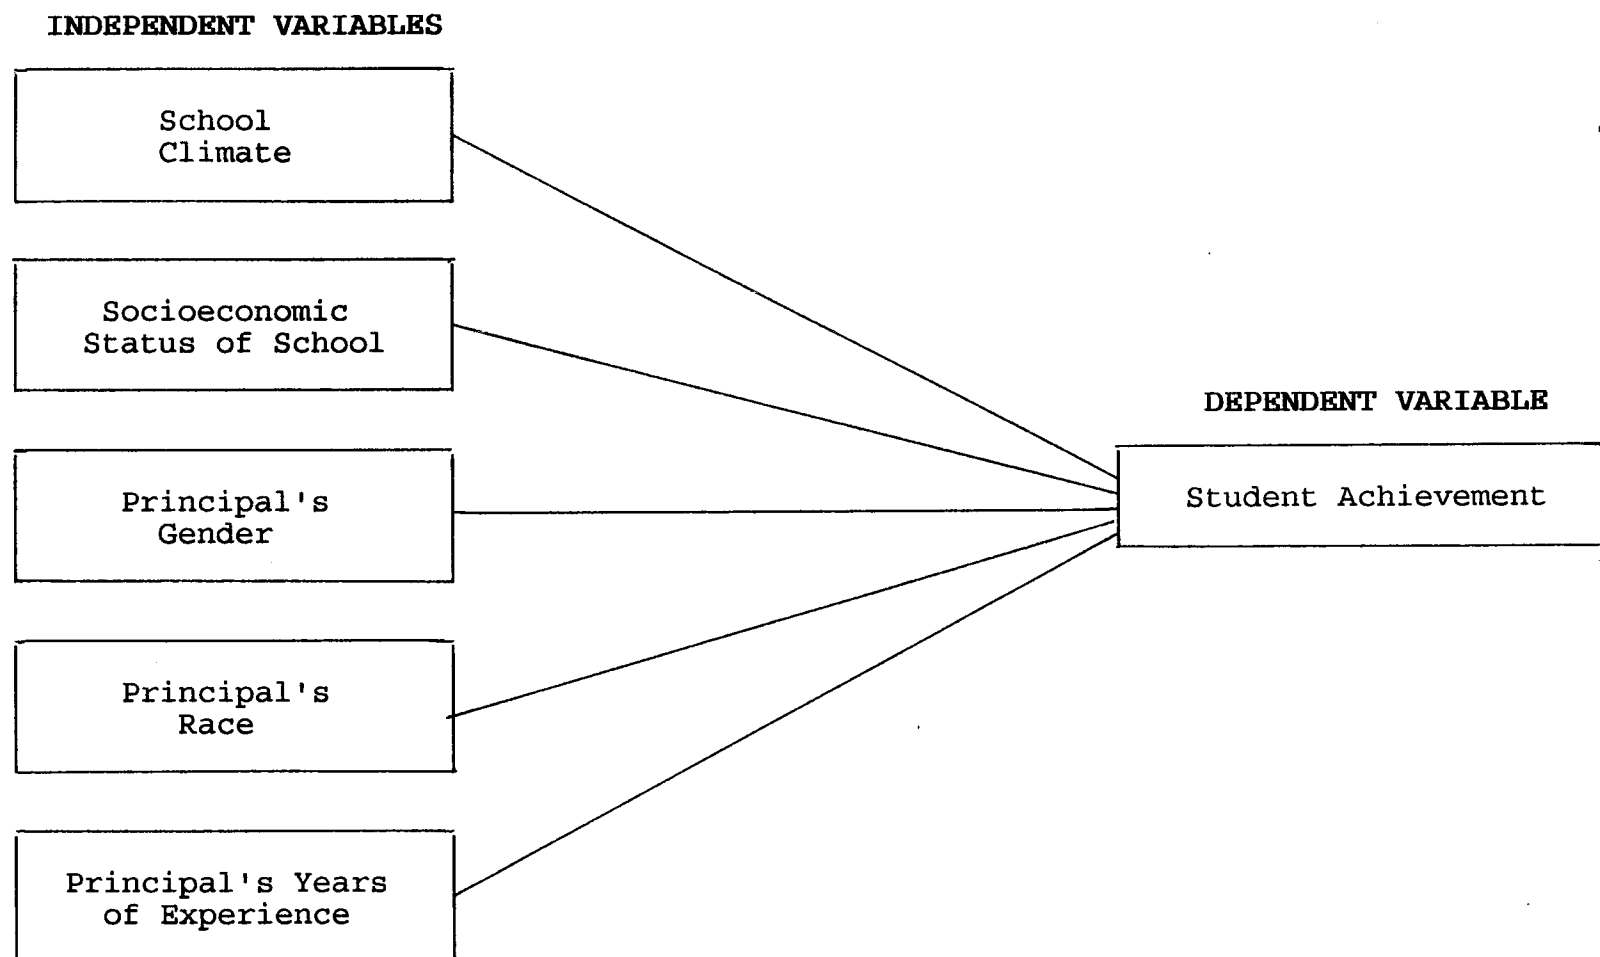 INDEPENDENT VARIABLES
School
Climate
Socioeconomic
Status of School
Principal's
Gender
Principal's
Race
Principal's Years
of Experience
DEPENDENT VARIABLE
Student Achievement